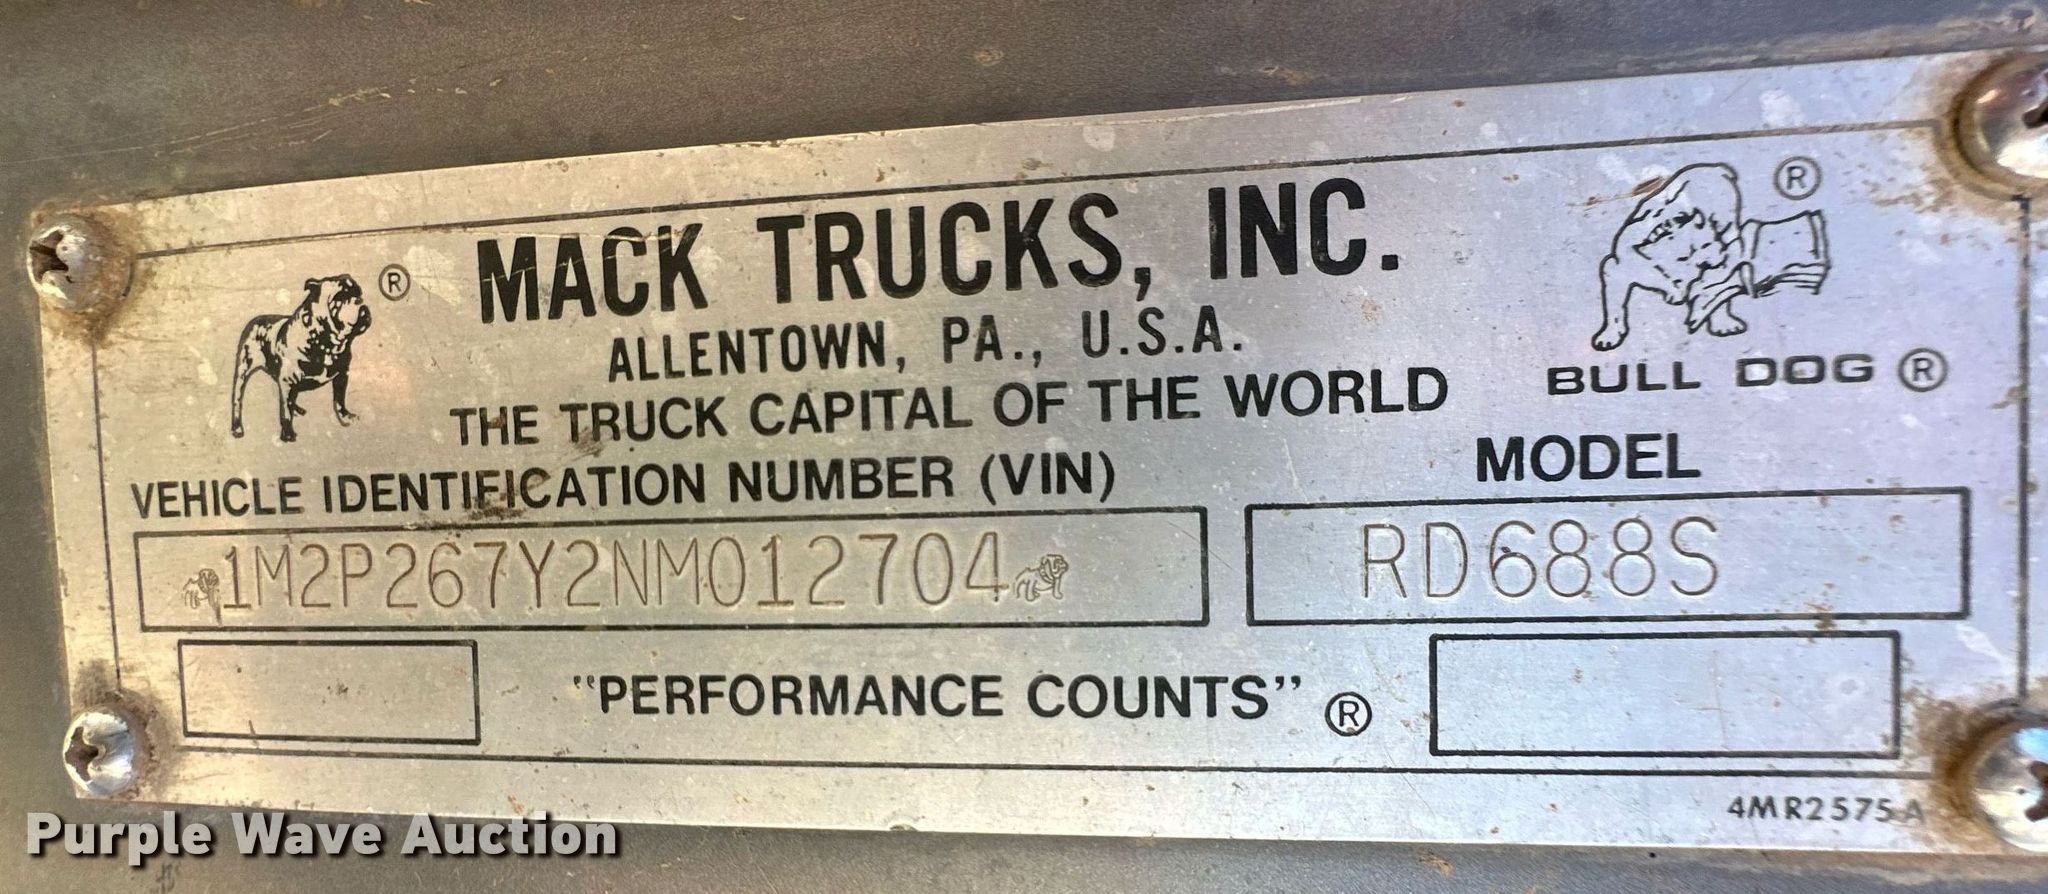 MACK TRUCKS, INC.
ALLENTOWN, PA., U.S.A.
THE TRUCK CAPITAL OF THE WORLD
®
®
BULL DOG ®
VEHICLE IDENTIFICATION NUMBER (VIN)
MODEL
1M2P267Y2NM012704
RD688S
"PERFORMANCE COUNTS" ®
4MR2575A
Purple Wave Auction